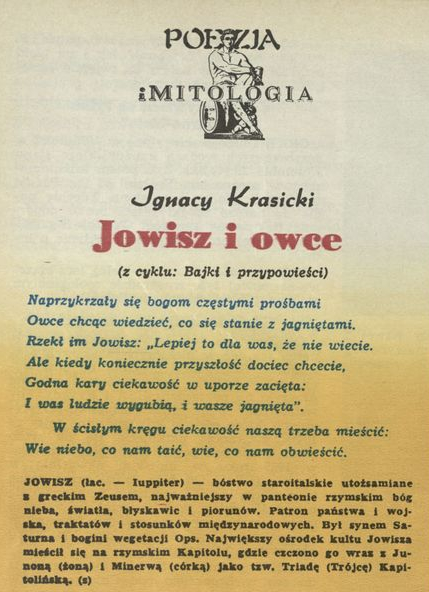 POEZJA
i MITOLOGIA
Ignacy Krasicki
Jowisz i owce
(z cyklu: Bajki i przypowieści)
Naprzykrzały się bogom częstymi prośbami
Owce chcąc wiedzieć, co się stanie z jagniętami.
Rzekł im Jowisz: „Lepiej to dla was, że nie wiecie.
Ale kiedy koniecznie przyszłość dociec chcecie,
Godna kary ciekawość w uporze zacięta:
I was ludzie wygubią, i wasze jagnięta".
W ścisłym kręgu ciekawość naszą trzeba mieścić:
Wie niebo, co nam taić, wie, co nam obwieścić.
JOWISZ (łac. — Iuppiter) — bóstwo staroitalskie utożsamiane
z greckim Zeusem, najważniejszy w panteonie rzymskim bóg
nieba, światła, błyskawic i piorunów. Patron państwa i woj-
ska, traktatów i stosunków międzynarodowych. Był synem Sa-
turna i bogini wegetacji Ops. Największy ośrodek kultu Jowisza
mieścił się na rzymskim Kapitolu, gdzie czczono go wraz z Ju-
noną (żoną) i Minerwą (córką) jako tzw. Triadę (Trójcę) Kapi-
tolińską. (s)